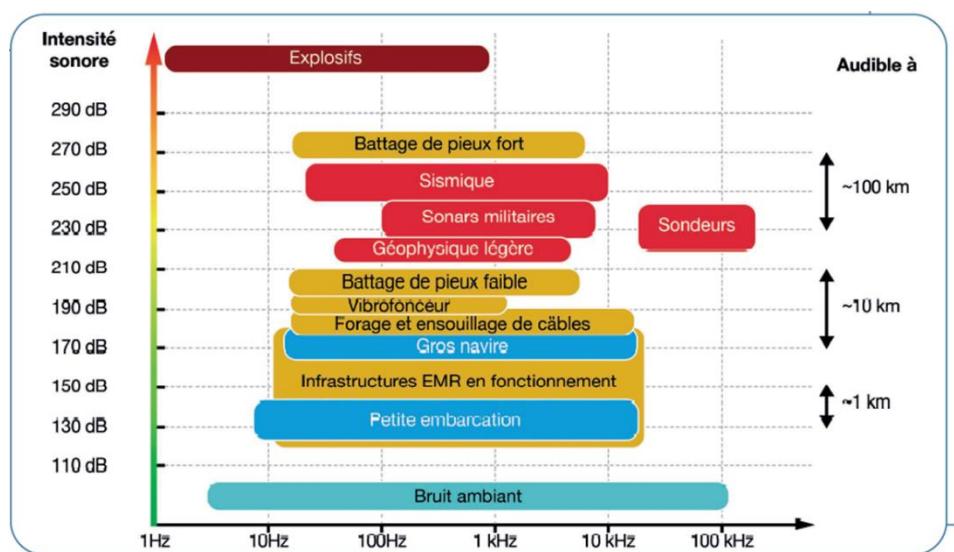 Intensité
sonore
Explosifs
Audible à
290 dB
270 dB
Battage de pieux fort
250 dB
Sismique
~100 km
230 dB
Sonars militaires
Sondeurs
Géophysique légère
210 dB
Battage de pieux faible
190 dB
Vibrofonceur
~10 km
Forage et ensouillage de câbles
170 dB
Gros navire
150 dB
Infrastructures EMR en fonctionnement
~1 km
130 dB
Petite embarcation
110 dB
Bruit ambiant
1Hz
10Hz
100Hz
1 kHz
10 kHz
100 kHz